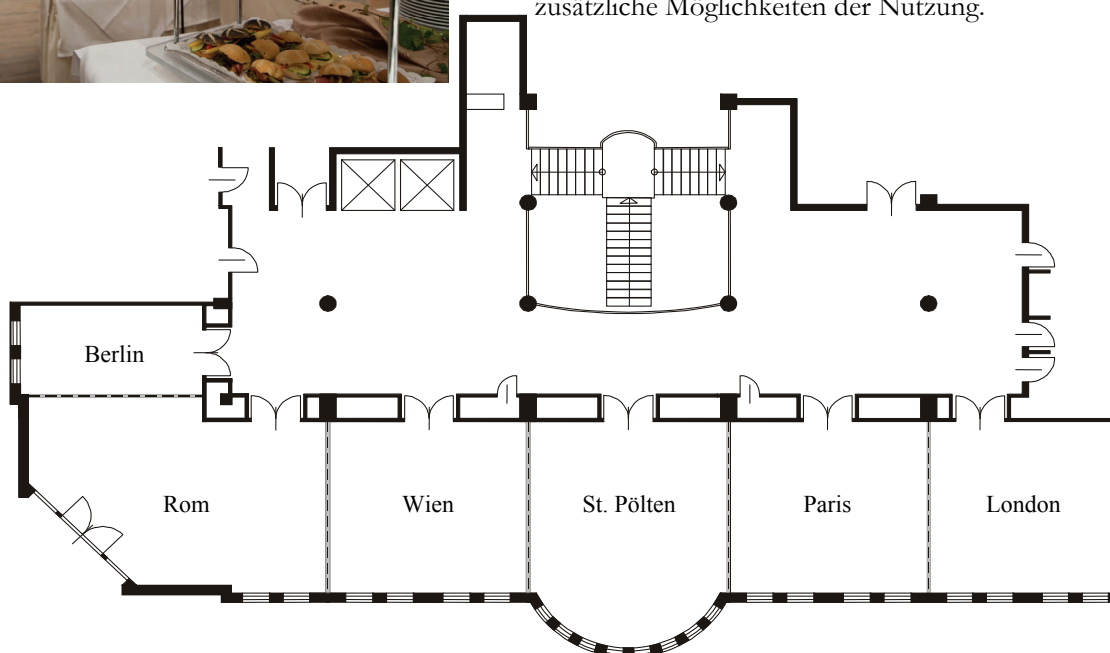 zusätzliche Möglichkeiten der Nutzung.
Berlin
Rom
Wien
St. Pölten
Paris
London